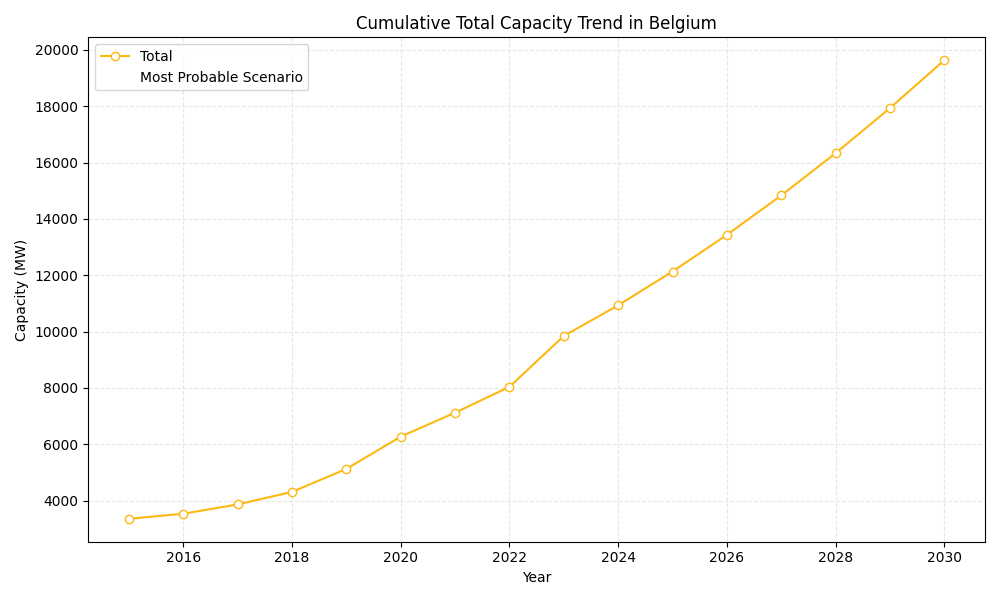 Cumulative Total Capacity Trend in Belgium
Total
Most Probable Scenario
Capacity (MW)
20000
18000
16000
14000
12000
10000
8000
6000
4000
2016 2018 2020 2022 2024 2026 2028 2030
Year